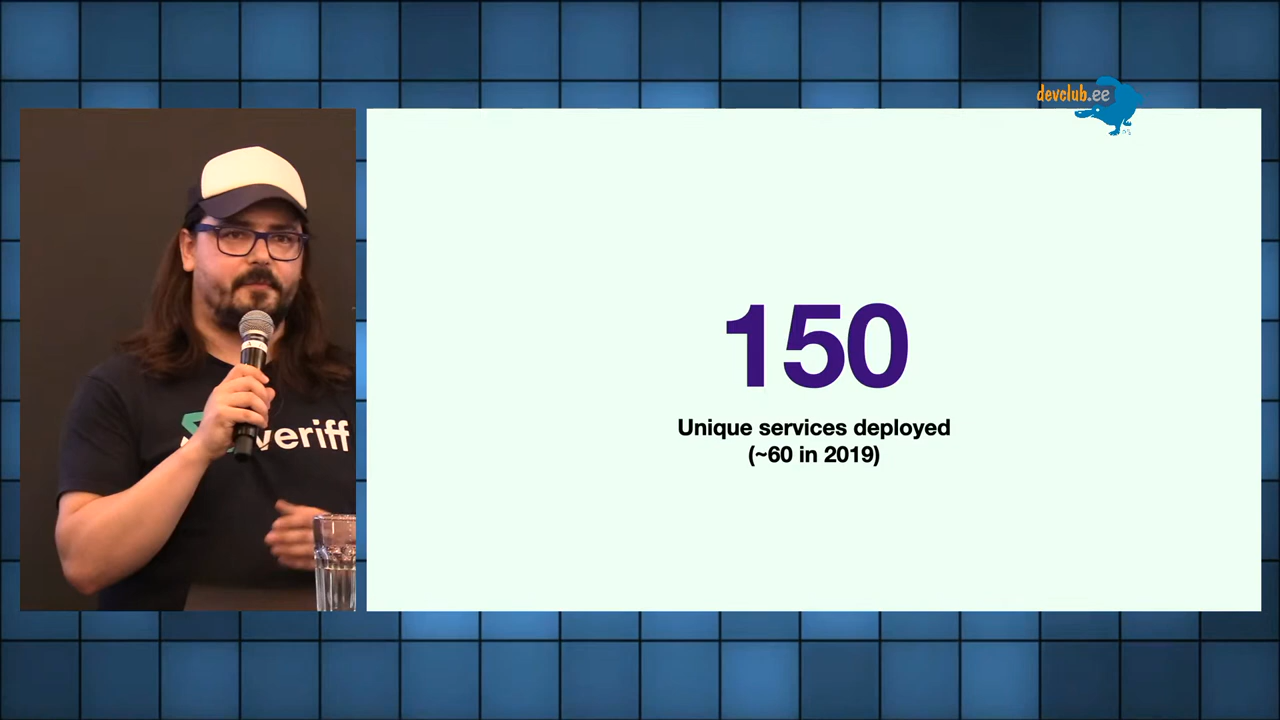 devclub.ee
veriff
150
Unique services deployed
(~60 in 2019)